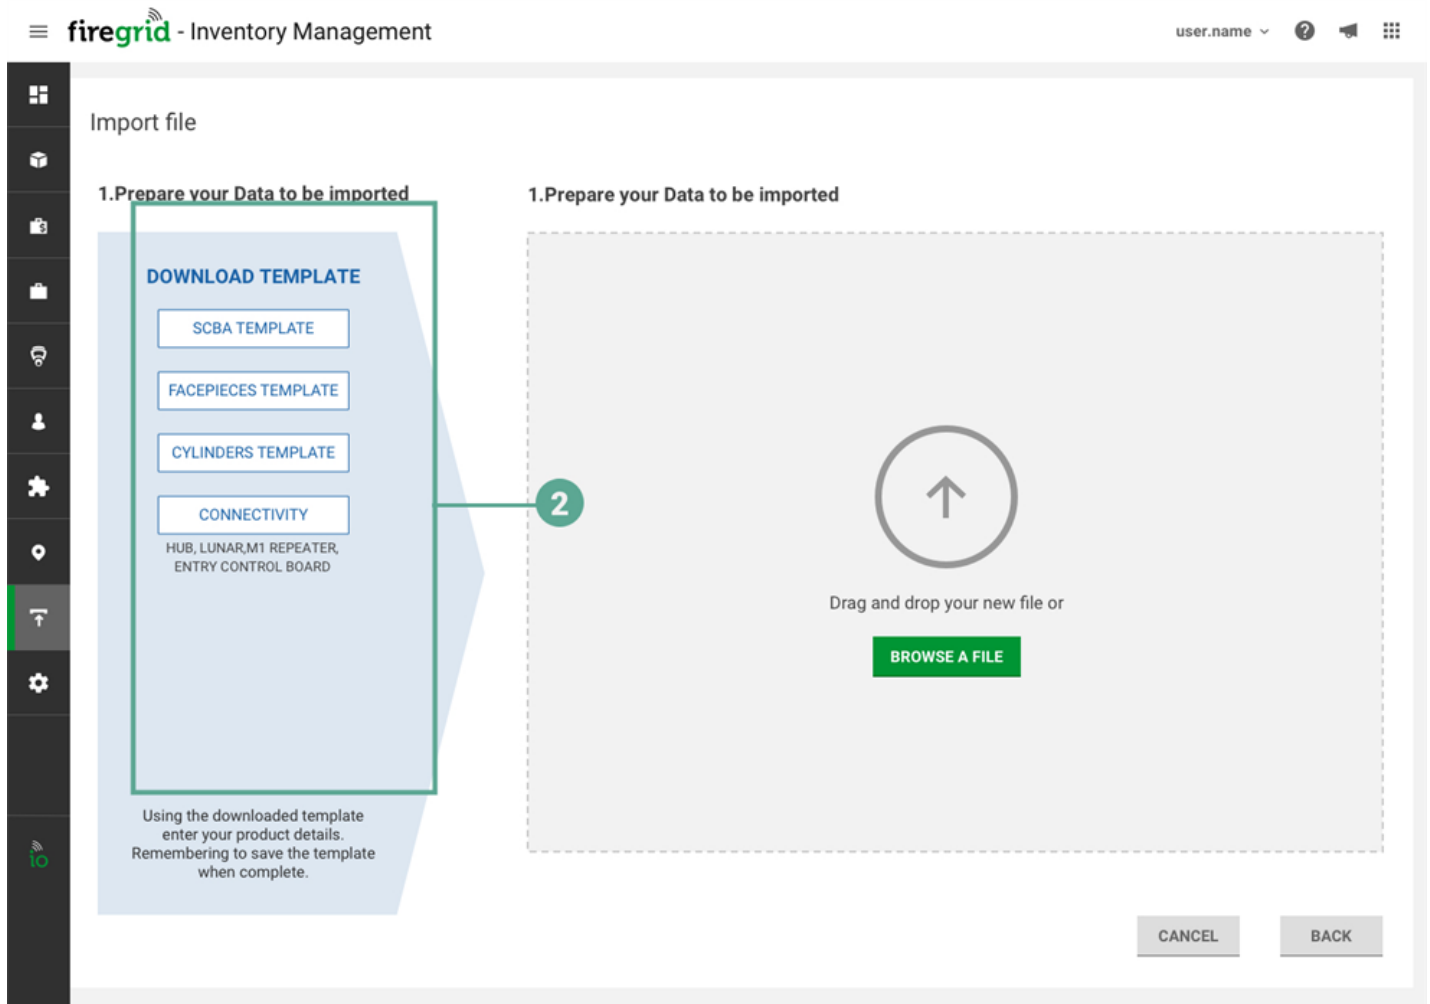 firegrid - Inventory Management
user.name
Import file
1.Prepare your Data to be imported
DOWNLOAD TEMPLATE
SCBA TEMPLATE
FACEPIECES TEMPLATE
CYLINDERS TEMPLATE
CONNECTIVITY
HUB, LUNAR,M1 REPEATER,
ENTRY CONTROL BOARD
Using the downloaded template
enter your product details.
Remembering to save the template
when complete.
2
1.Prepare your Data to be imported
Drag and drop your new file or
BROWSE A FILE
CANCEL
BACK
io